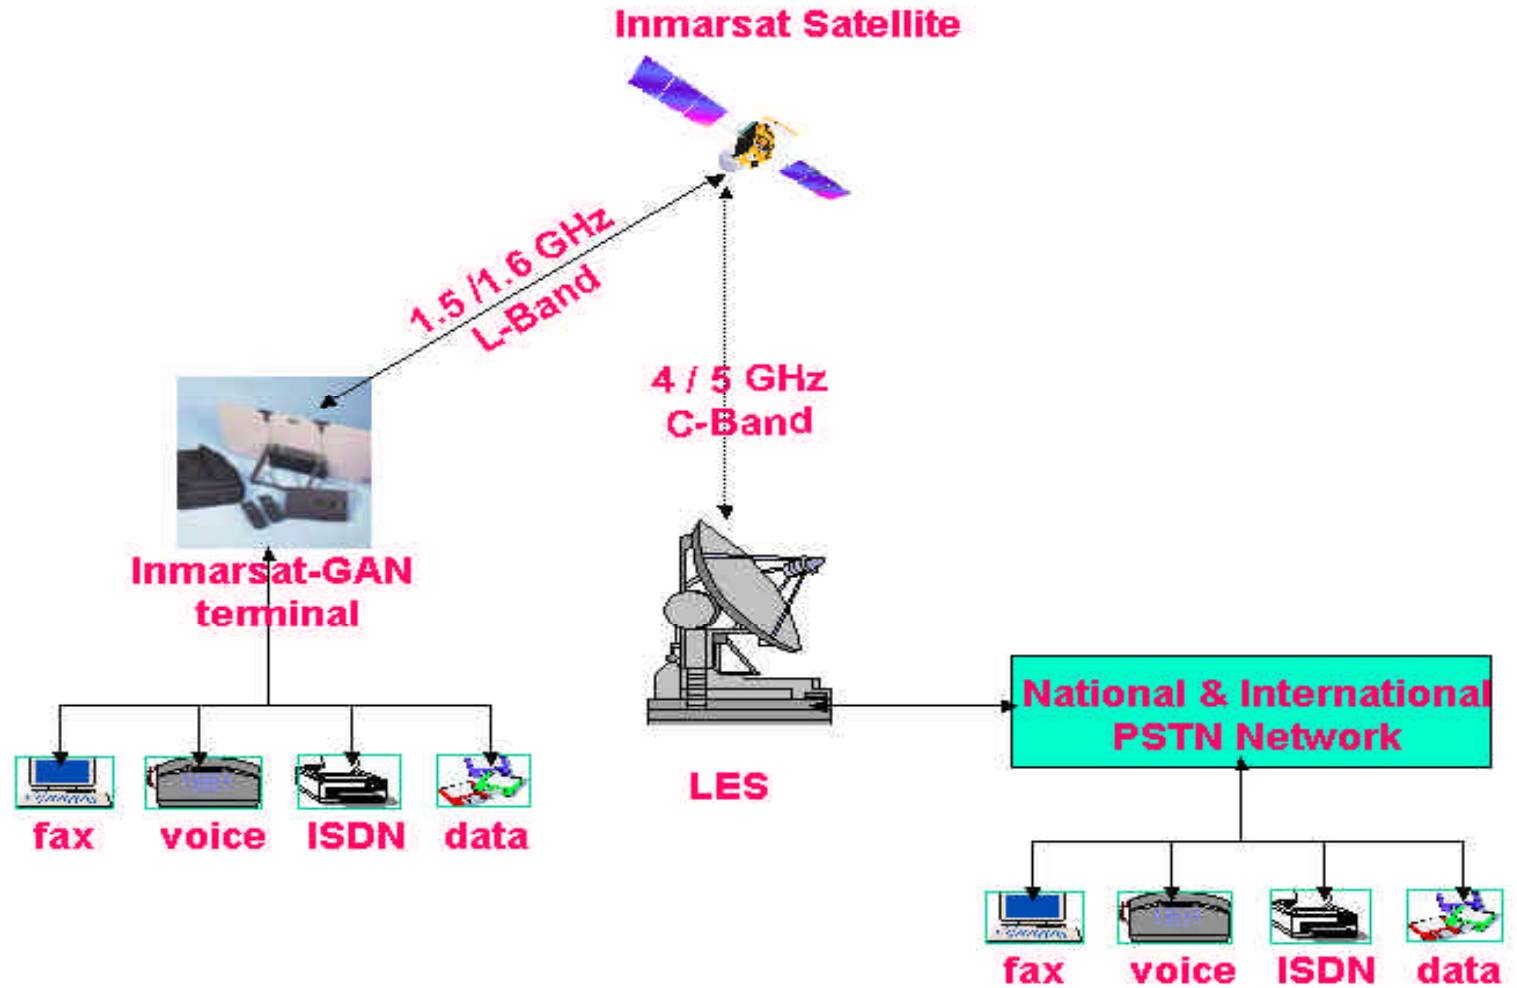 Inmarsat Satellite
1.5 /1.6 GHz
L-Band
4 / 5 GHz
C-Band
Inmarsat-GAN
terminal
National & International
PSTN Network
LES
fax voice ISDN data
fax voice ISDN data